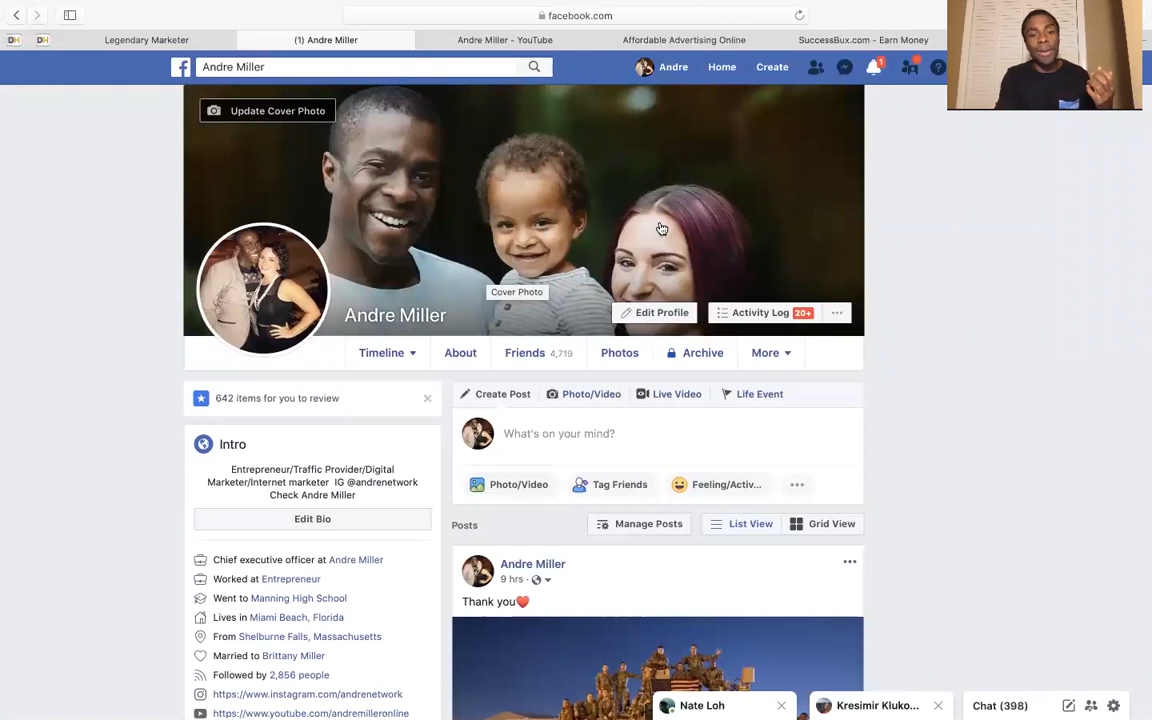 facebook.com
Legendary Marketer
(1) Andre Miller
Andre Miller - YouTube
Affordable Advertising Online
SuccessBux.com - Earn Money
Andre Miller
Andre
Home
Create
1
Update Cover Photo
Cover Photo
Andre Miller
Edit Profile
Activity Log 20+
Timeline
About
Friends 4,719
Photos
Archive
More
642 items for you to review
Intro
Entrepreneur/Traffic Provider/Digital
Marketer/Internet marketer IG @andrenetwork
Check Andre Miller
Edit Bio
Chief executive officer at Andre Miller
Worked at Entrepreneur
Went to Manning High School
Lives in Miami Beach, Florida
From Shelburne Falls, Massachusetts
Married to Brittany Miller
Followed by 2,856 people
https://www.instagram.com/andrenetwork
https://www.youtube.com/andremilleronline
Create Post
Photo/Video
Live Video
Life Event
What's on your mind?
Photo/Video
Tag Friends
Feeling/Activ...
Posts
Manage Posts
List View
Grid View
Andre Miller
9 hrs ·
Thank you❤️
Nate Loh
Kresimir Kluko...
Chat (398)